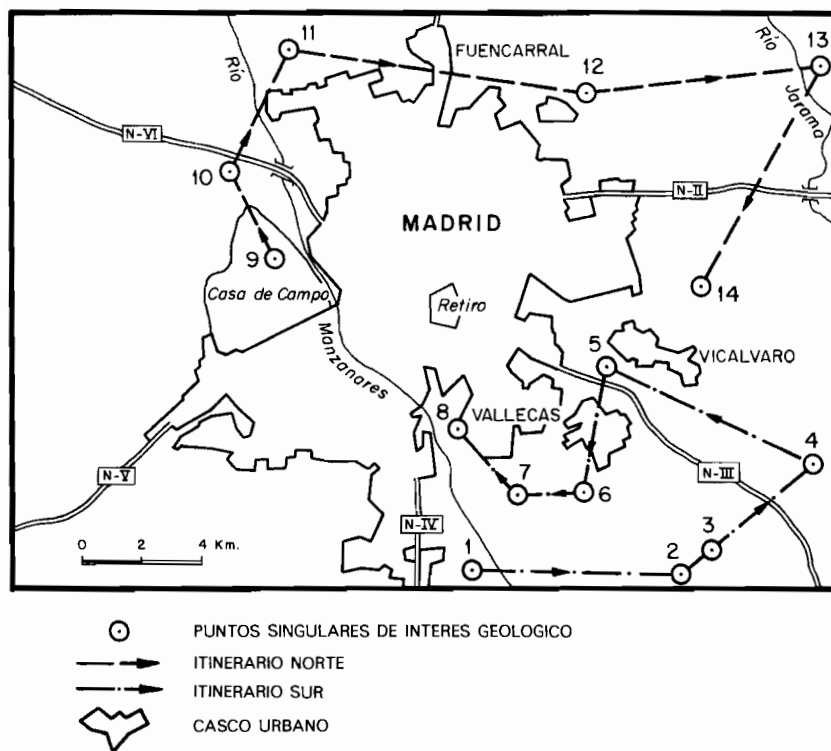 11
Río
FUENCARRAL
12
Río
13
Jarama
N-VI
10
N-II
MADRID
9
Casa de Campo
Retiro
14
Manzanares
5
VICALVARO
8
VALLECAS
4
N-V
7
6
N-III
N-IV
3
1
2
0 2 4 Km.
PUNTOS SINGULARES DE INTERES GEOLOGICO
ITINERARIO NORTE
ITINERARIO SUR
CASCO URBANO